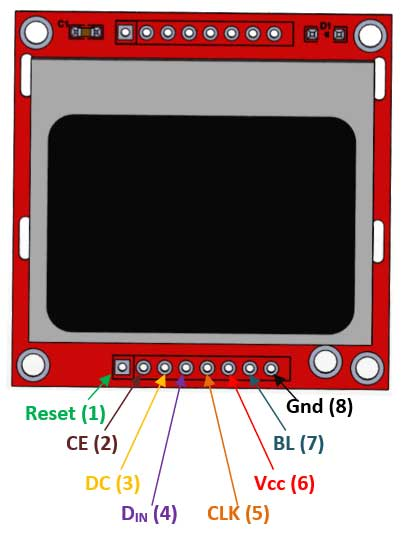 C1
D1
Reset (1)
Gnd (8)
CE (2)
BL (7)
DC (3)
Vcc (6)
DIN (4)
CLK (5)